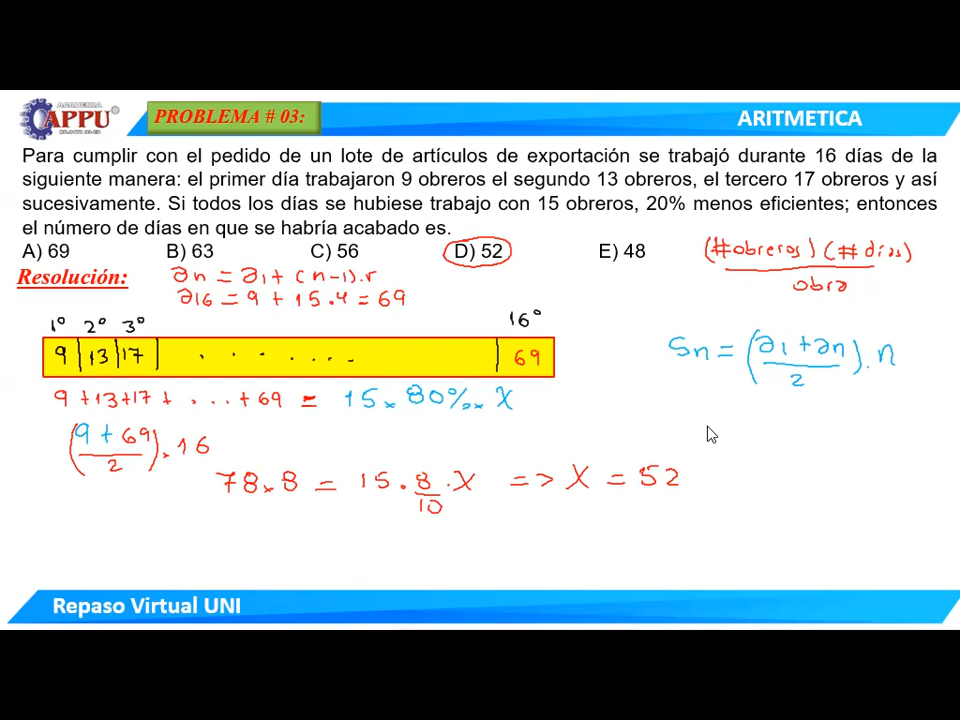 ACADEMIA
APPU
PROBLEMA # 03:
ARITMETICA
Para cumplir con el pedido de un lote de artículos de exportación se trabajó durante 16 días de la
siguiente manera: el primer día trabajaron 9 obreros el segundo 13 obreros, el tercero 17 obreros y así
sucesivamente. Si todos los días se hubiese trabajo con 15 obreros, 20% menos eficientes; entonces
el número de días en que se habría acabado es.
A) 69 B) 63 C) 56 D) 52 E) 48
(#obreros) (# días)
obra
Resolución:
an = a1 + (n-1).r
a16 = 9 + 15.4 = 69
1° 2° 3° 16°
9 13 17 . . . . . . . 69
Sn = (a1 + an / 2) . n
9 + 13 + 17 + . . . + 69 = 15 x 80% x X
(9 + 69 / 2) . 16
78 x 8 = 15 . 8/10 . X => X = 52
Repaso Virtual UNI